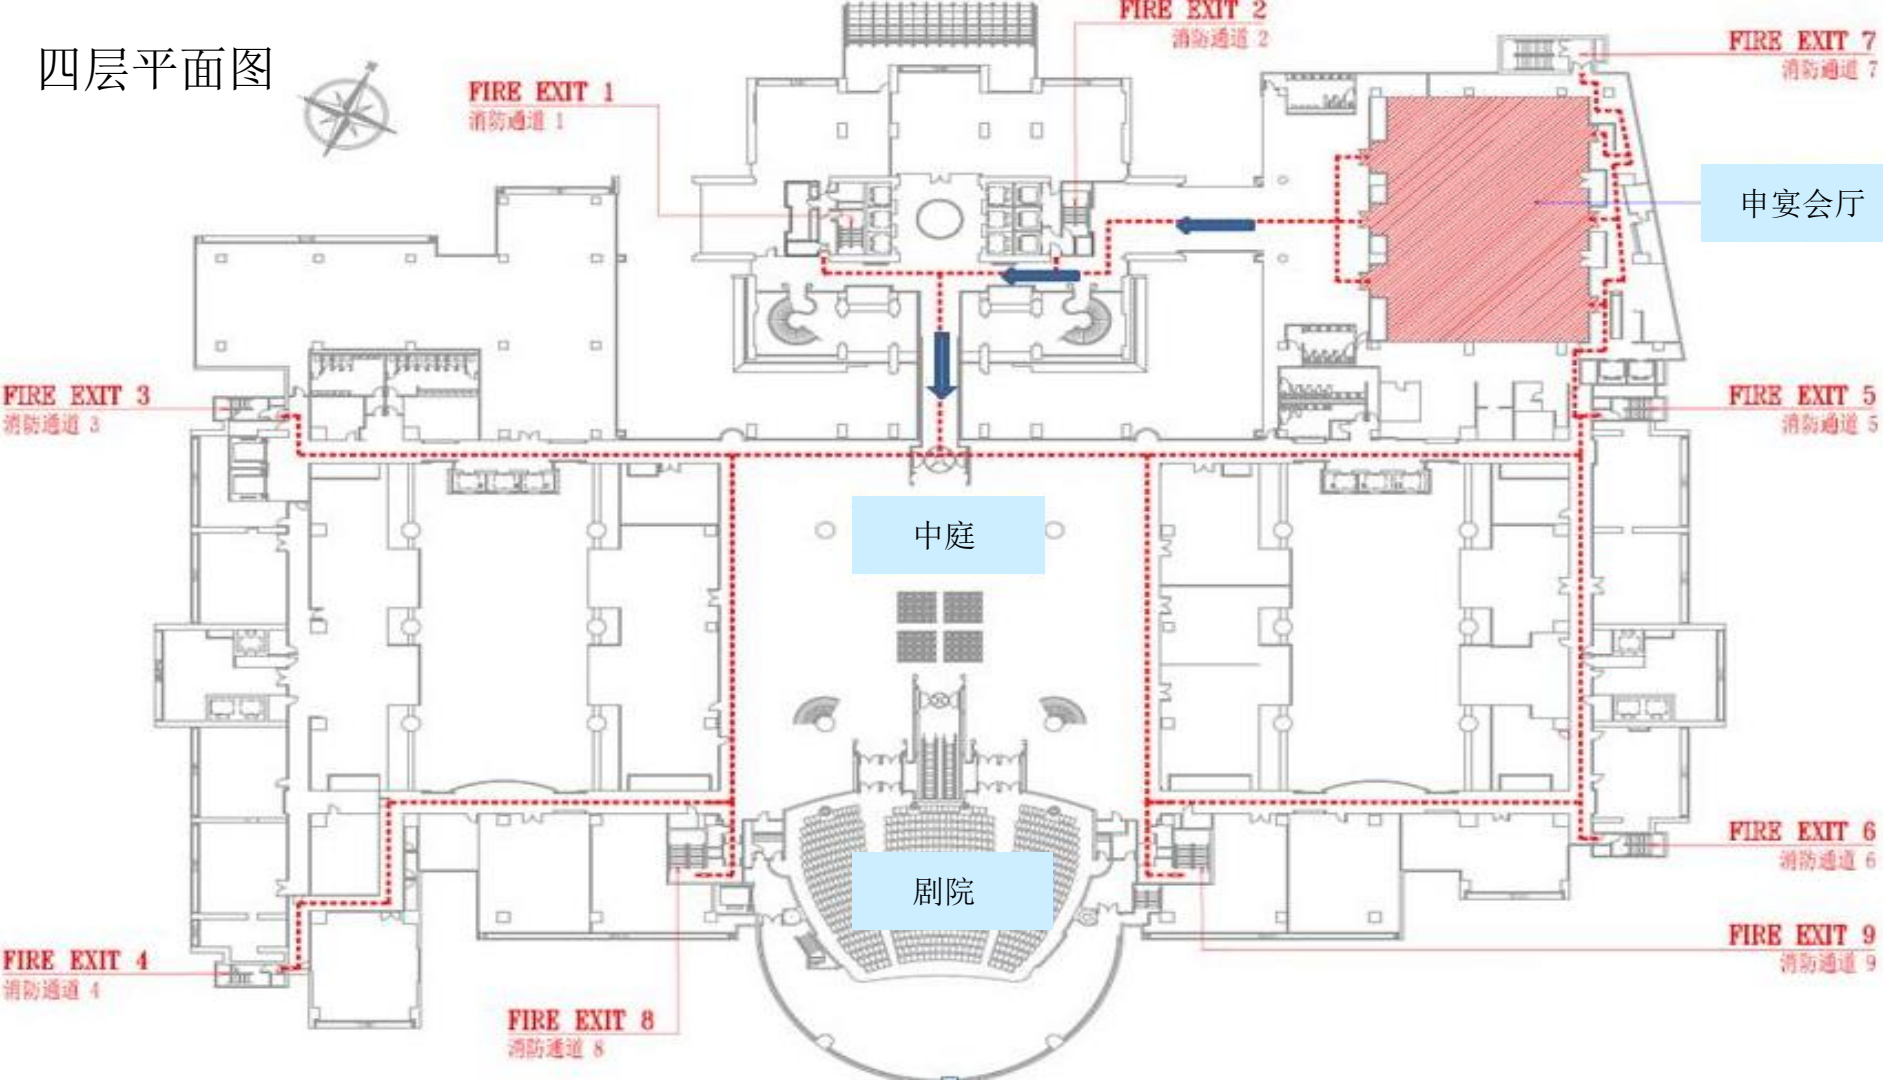 四层平面图
FIRE EXIT 1
消防通道 1
FIRE EXIT 2
消防通道 2
FIRE EXIT 7
消防通道 7
申宴会厅
FIRE EXIT 3
消防通道 3
FIRE EXIT 5
消防通道 5
中庭
FIRE EXIT 6
消防通道 6
剧院
FIRE EXIT 4
消防通道 4
FIRE EXIT 9
消防通道 9
FIRE EXIT 8
消防通道 8